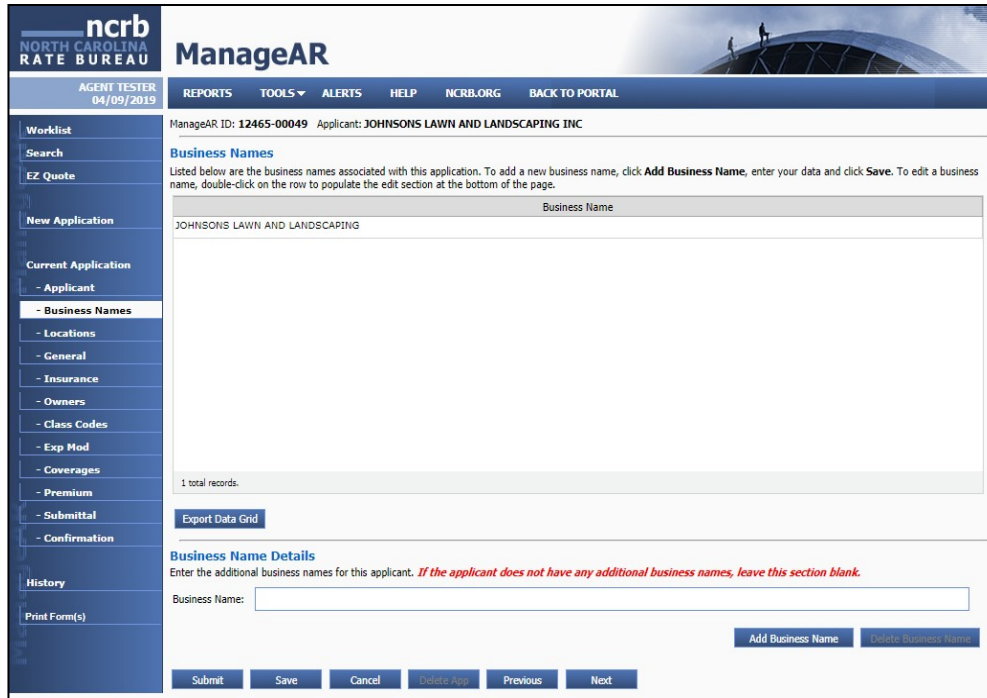 ncrb
NORTH CAROLINA
RATE BUREAU
ManageAR
AGENT TESTER
04/09/2019
REPORTS TOOLS ALERTS HELP NCRB.ORG BACK TO PORTAL
Worklist
Search
EZ Quote
New Application
Current Application
- Applicant
- Business Names
- Locations
- General
- Insurance
- Owners
- Class Codes
- Exp Mod
- Coverages
- Premium
- Submittal
- Confirmation
History
Print Form(s)
ManageAR ID: 12465-00049 Applicant: JOHNSONS LAWN AND LANDSCAPING INC
Business Names
Listed below are the business names associated with this application. To add a new business name, click Add Business Name, enter your data and click Save. To edit a business
name, double-click on the row to populate the edit section at the bottom of the page.
Business Name
JOHNSONS LAWN AND LANDSCAPING
1 total records.
Export Data Grid
Business Name Details
Enter the additional business names for this applicant. If the applicant does not have any additional business names, leave this section blank.
Business Name:
Add Business Name Delete Business Name
Submit Save Cancel Delete App Previous Next